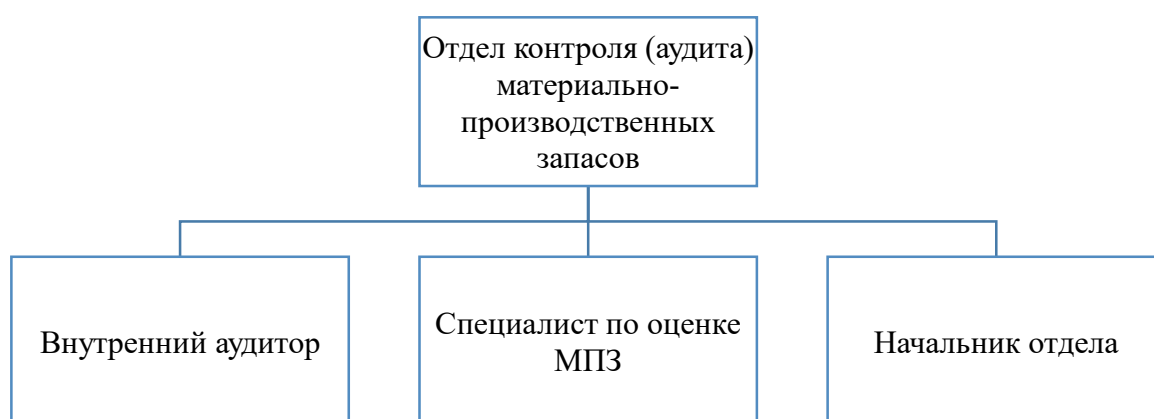 Отдел контроля (аудита)
материально-
производственных
запасов
Внутренний аудитор
Специалист по оценке
МПЗ
Начальник отдела